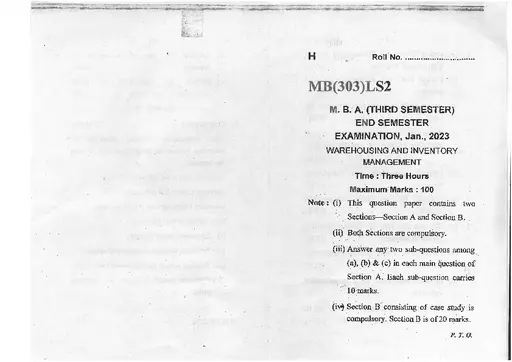 H Roll No. ............................
MB(303)LS2
M. B. A. (THIRD SEMESTER)
END SEMESTER
EXAMINATION, Jan., 2023
WAREHOUSING AND INVENTORY
MANAGEMENT
Time : Three Hours
Maximum Marks : 100
Note : (i) This question paper contains two
Sections—Section A and Section B.
(ii) Both Sections are compulsory.
(iii) Answer any two sub-questions among
(a), (b) & (c) in each main question of
Section A. Each sub-question carries
10 marks.
(iv) Section B consisting of case study is
compulsory. Section B is of 20 marks.
P. T. O.